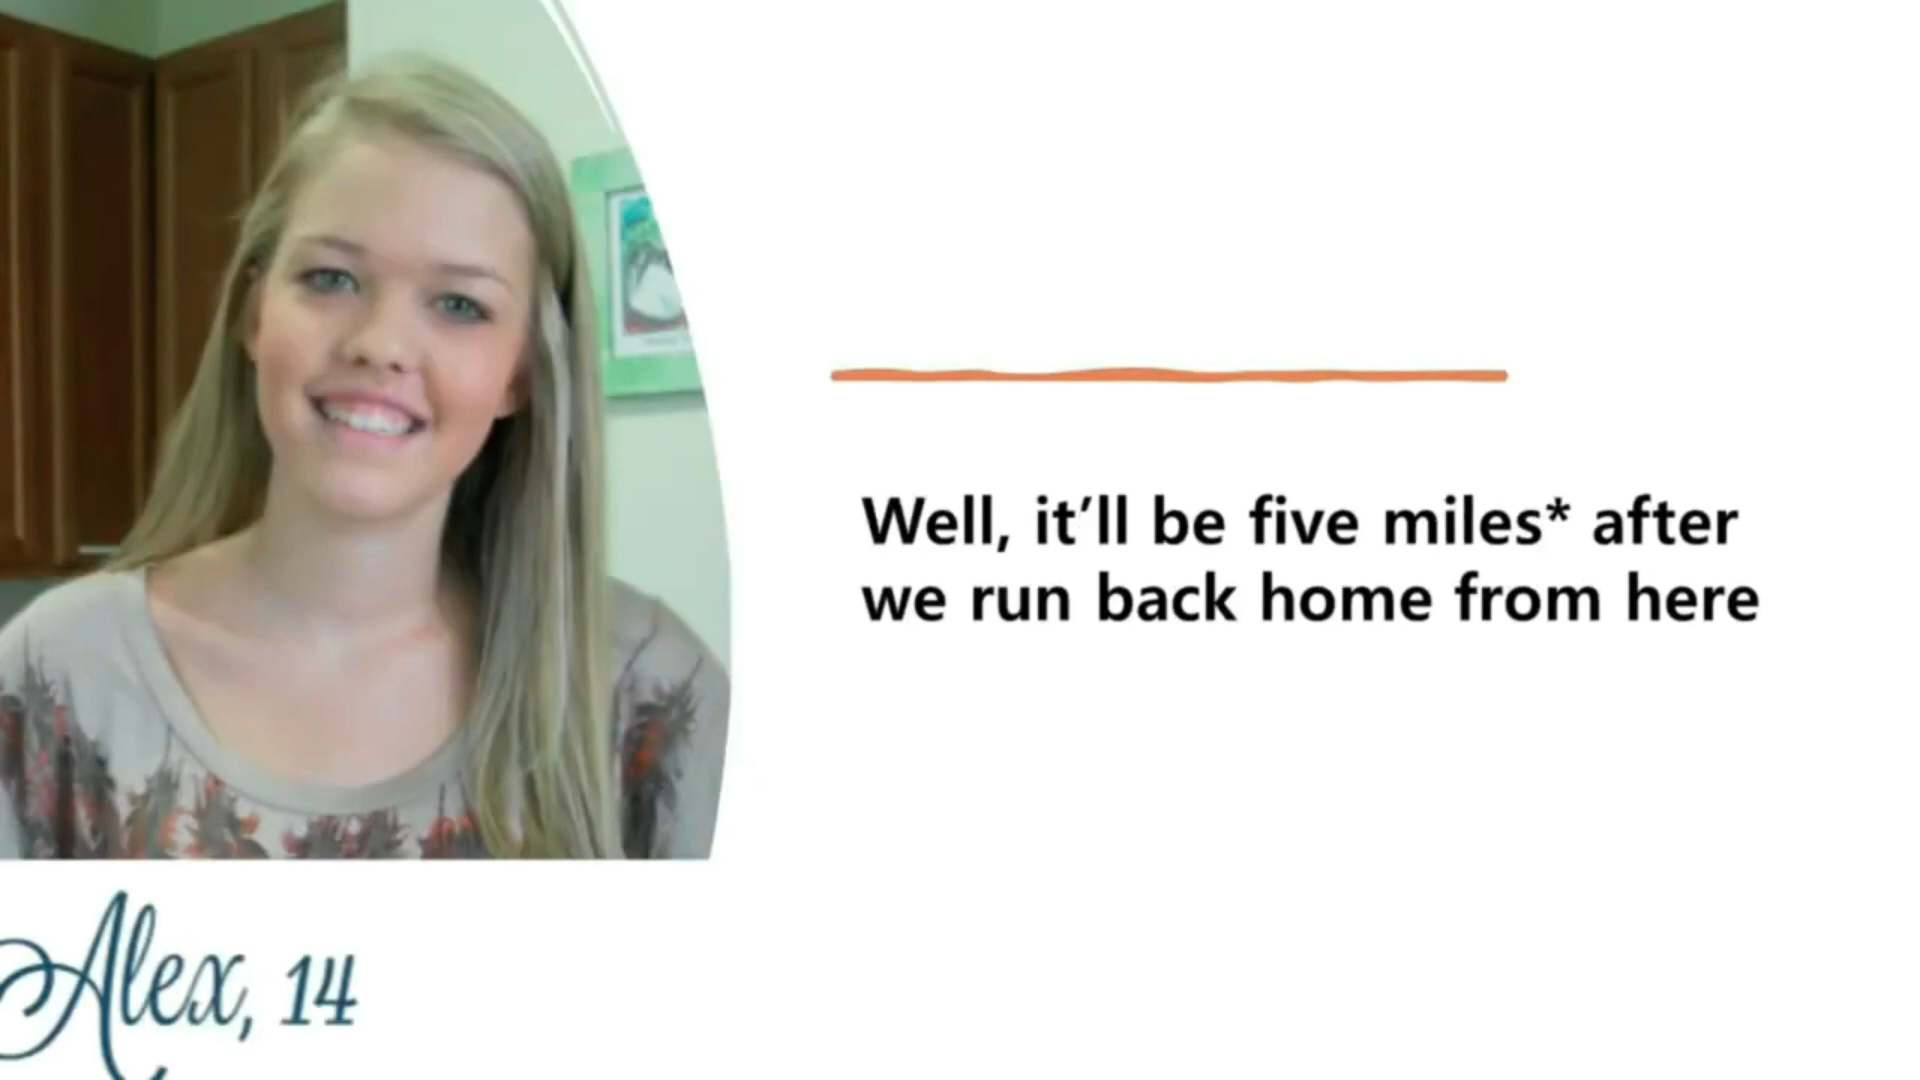 Well, it’ll be five miles* after
we run back home from here
Alex, 14